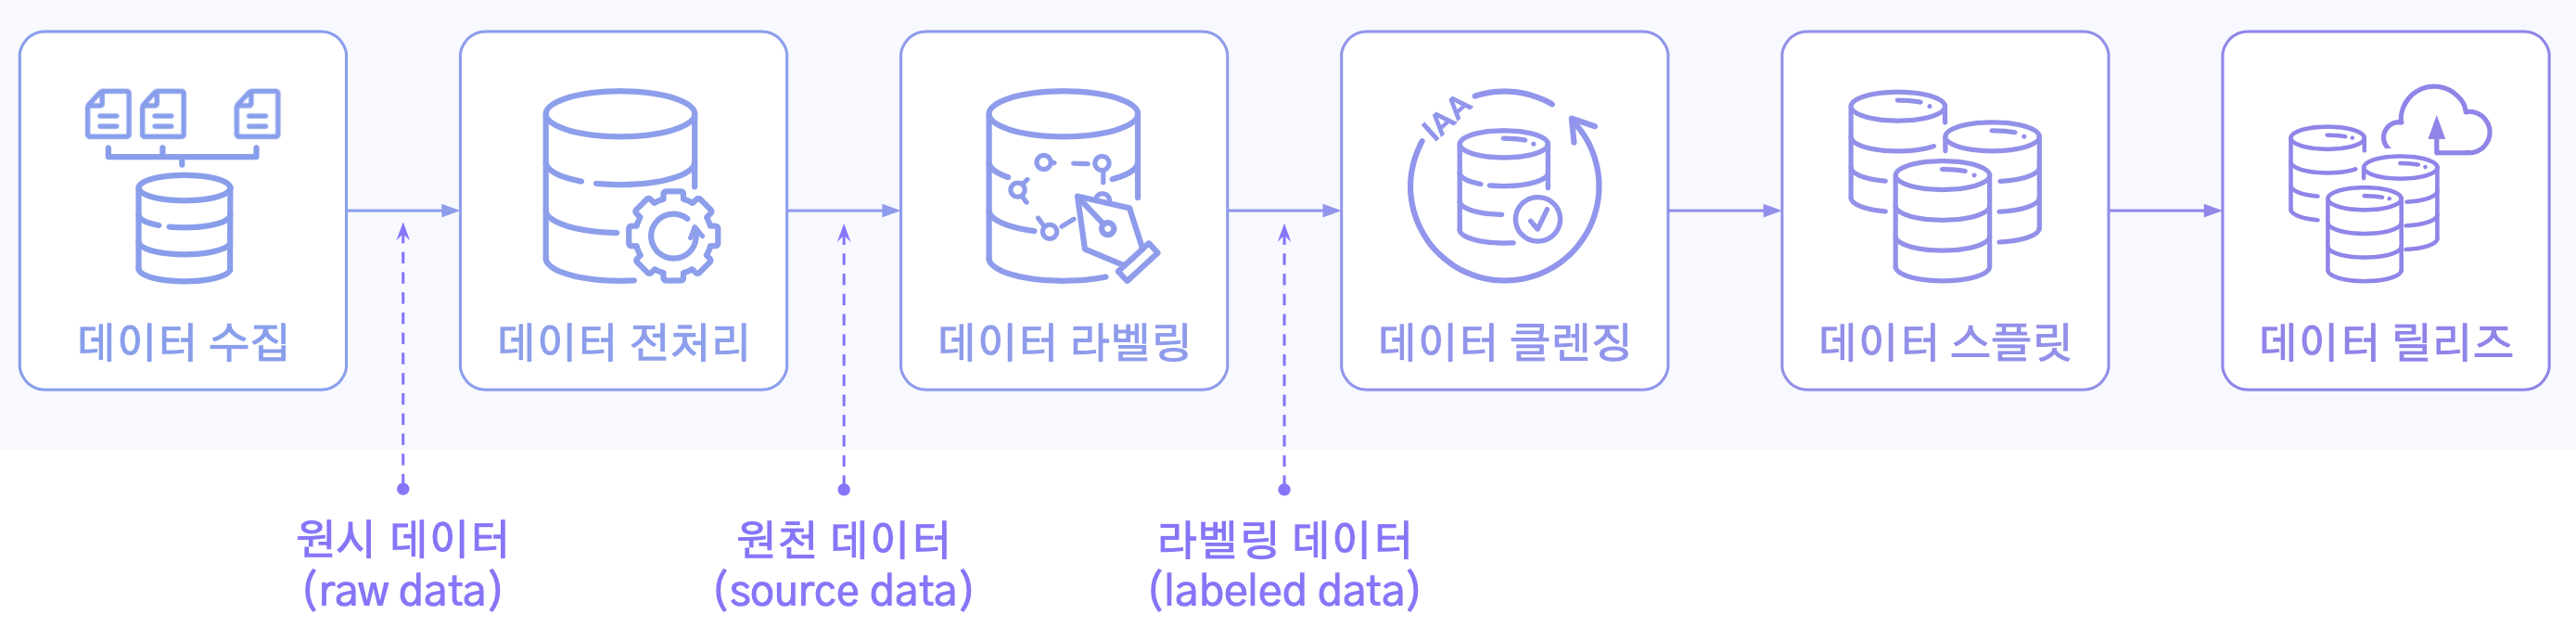 IAA
데이터 수집
데이터 전처리
데이터 라벨링
데이터 클렌징
데이터 스플릿
데이터 릴리즈
원시 데이터
(raw data)
원천 데이터
(source data)
라벨링 데이터
(labeled data)